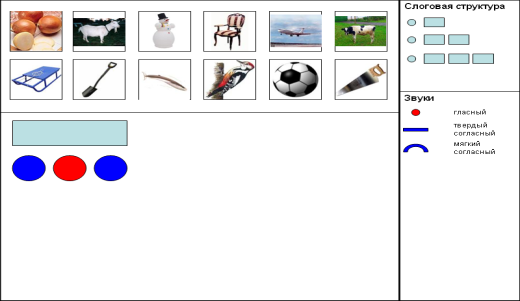 Слоговая структура
Звуки
гласный
твердый
согласный
мягкий
согласный